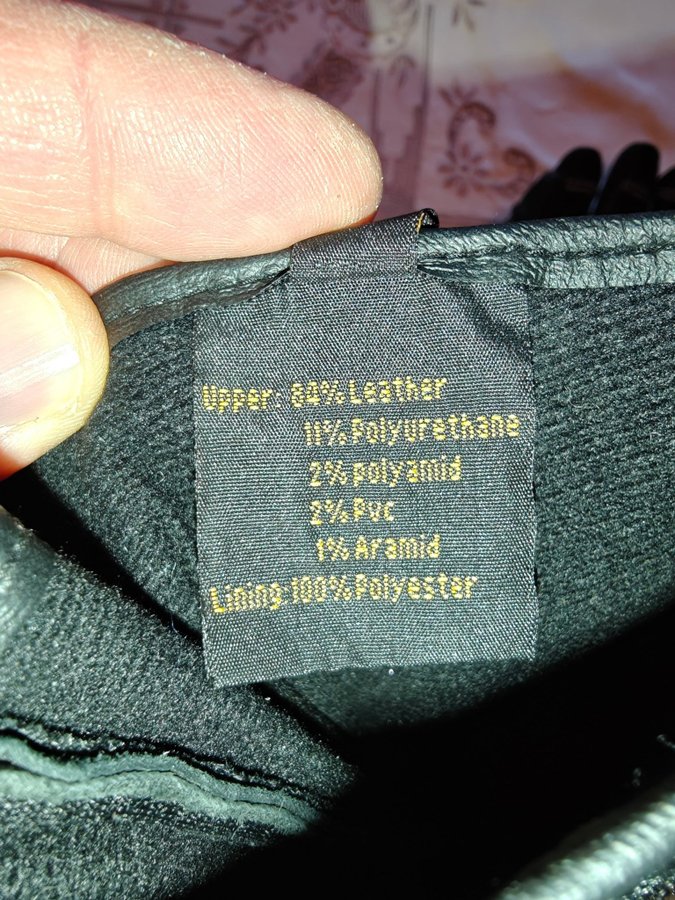 Upper: 84% Leather
11% Polyurethane
2% polyamid
2% Pvc
1% Aramid
Lining:100% Polyester